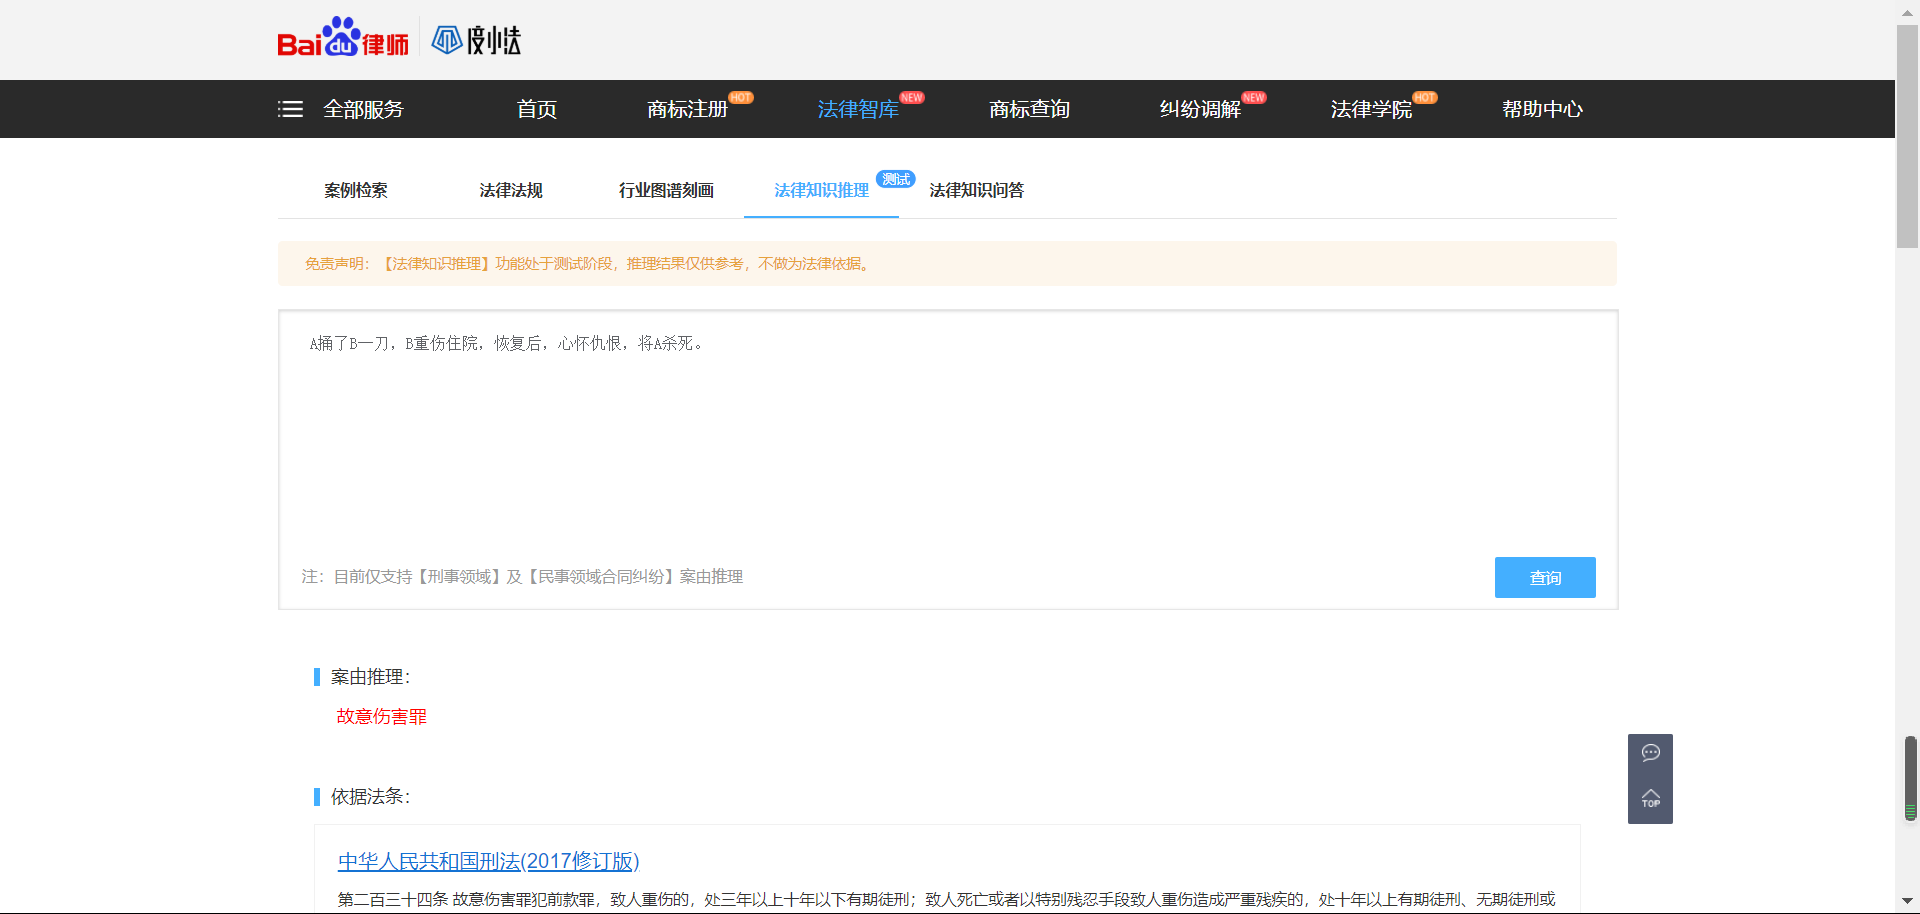 Baidu律师 度小法
全部服务 首页 商标注册 HOT 法律智库 NEW 商标查询 纠纷调解 NEW 法律学院 HOT 帮助中心
案例检索 法律法规 行业图谱刻画 法律知识推理 测试 法律知识问答
免责声明：【法律知识推理】功能处于测试阶段，推理结果仅供参考，不做为法律依据。
A捅了B一刀，B重伤住院，恢复后，心怀仇恨，将A杀死。
注：目前仅支持【刑事领域】及【民事领域合同纠纷】案由推理
查询
案由推理：
故意伤害罪
TOP
依据法条：
中华人民共和国刑法(2017修订版)
第二百三十四条 故意伤害罪犯前款罪，致人重伤的，处三年以上十年以下有期徒刑；致人死亡或者以特别残忍手段致人重伤造成严重残疾的，处十年以上有期徒刑、无期徒刑或